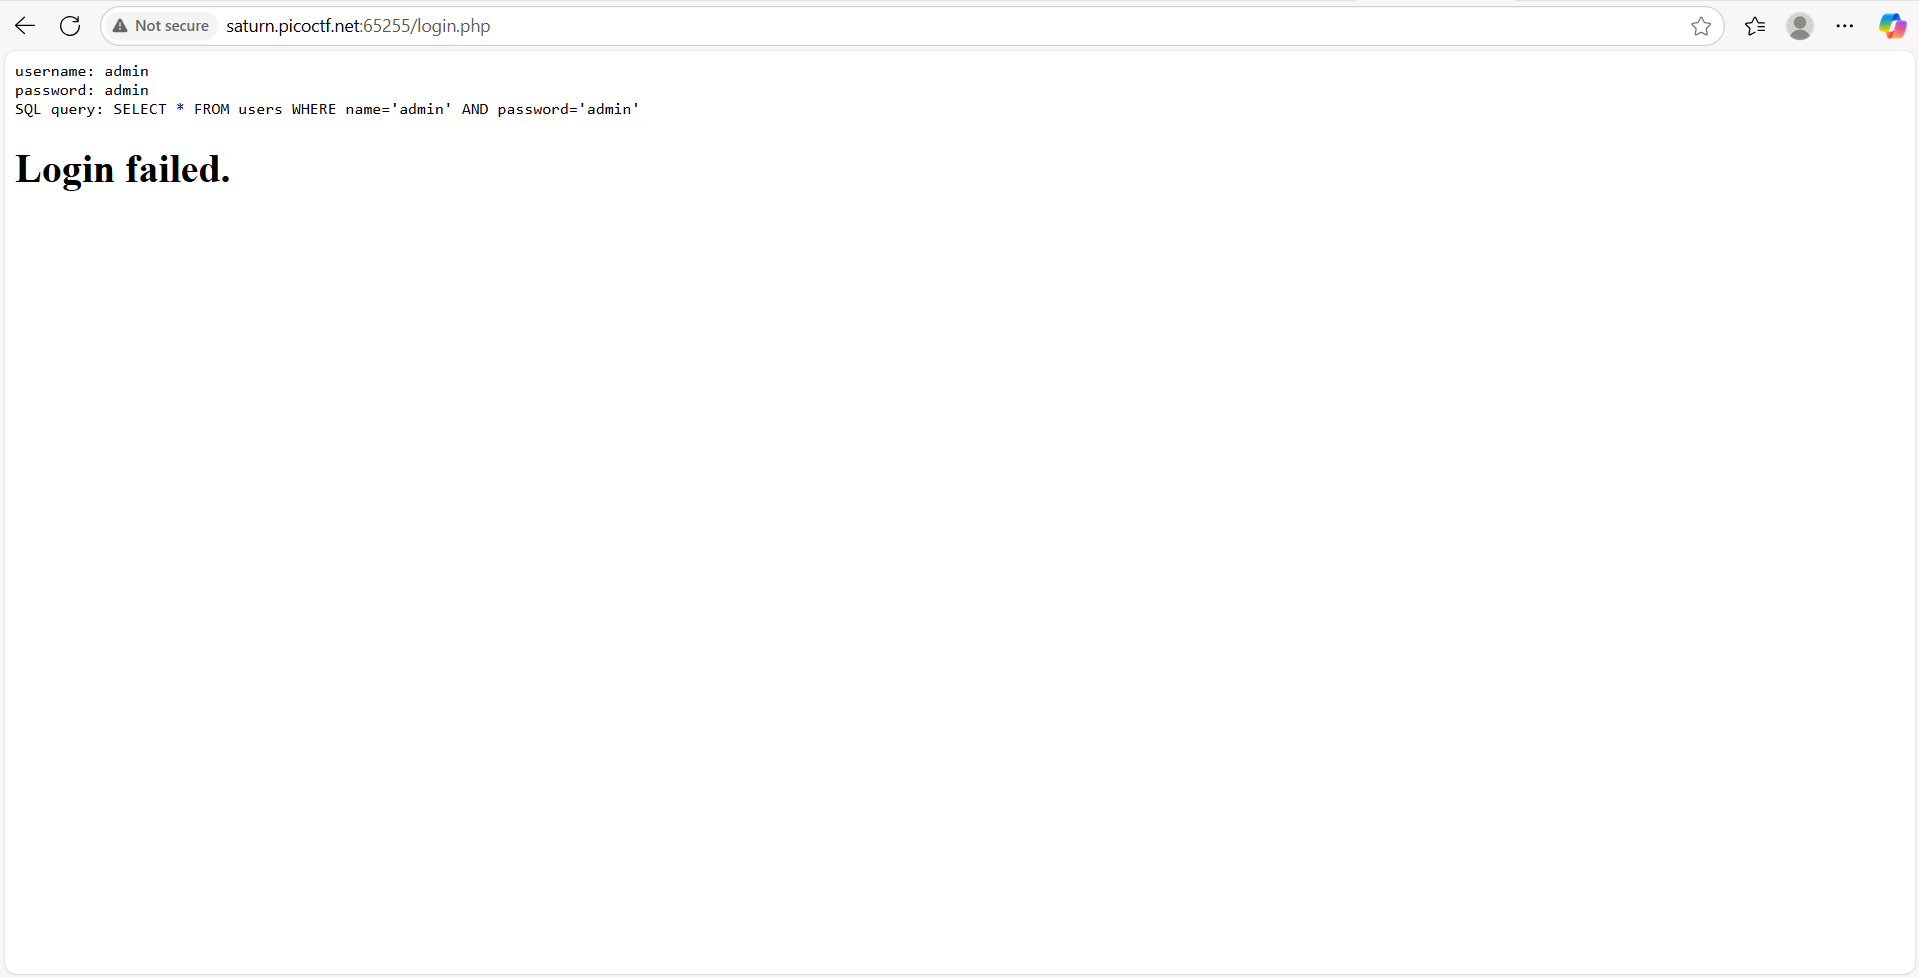 Not secure saturn.picoctf.net:65255/login.php
username: admin
password: admin
SQL query: SELECT * FROM users WHERE name='admin' AND password='admin'
Login failed.